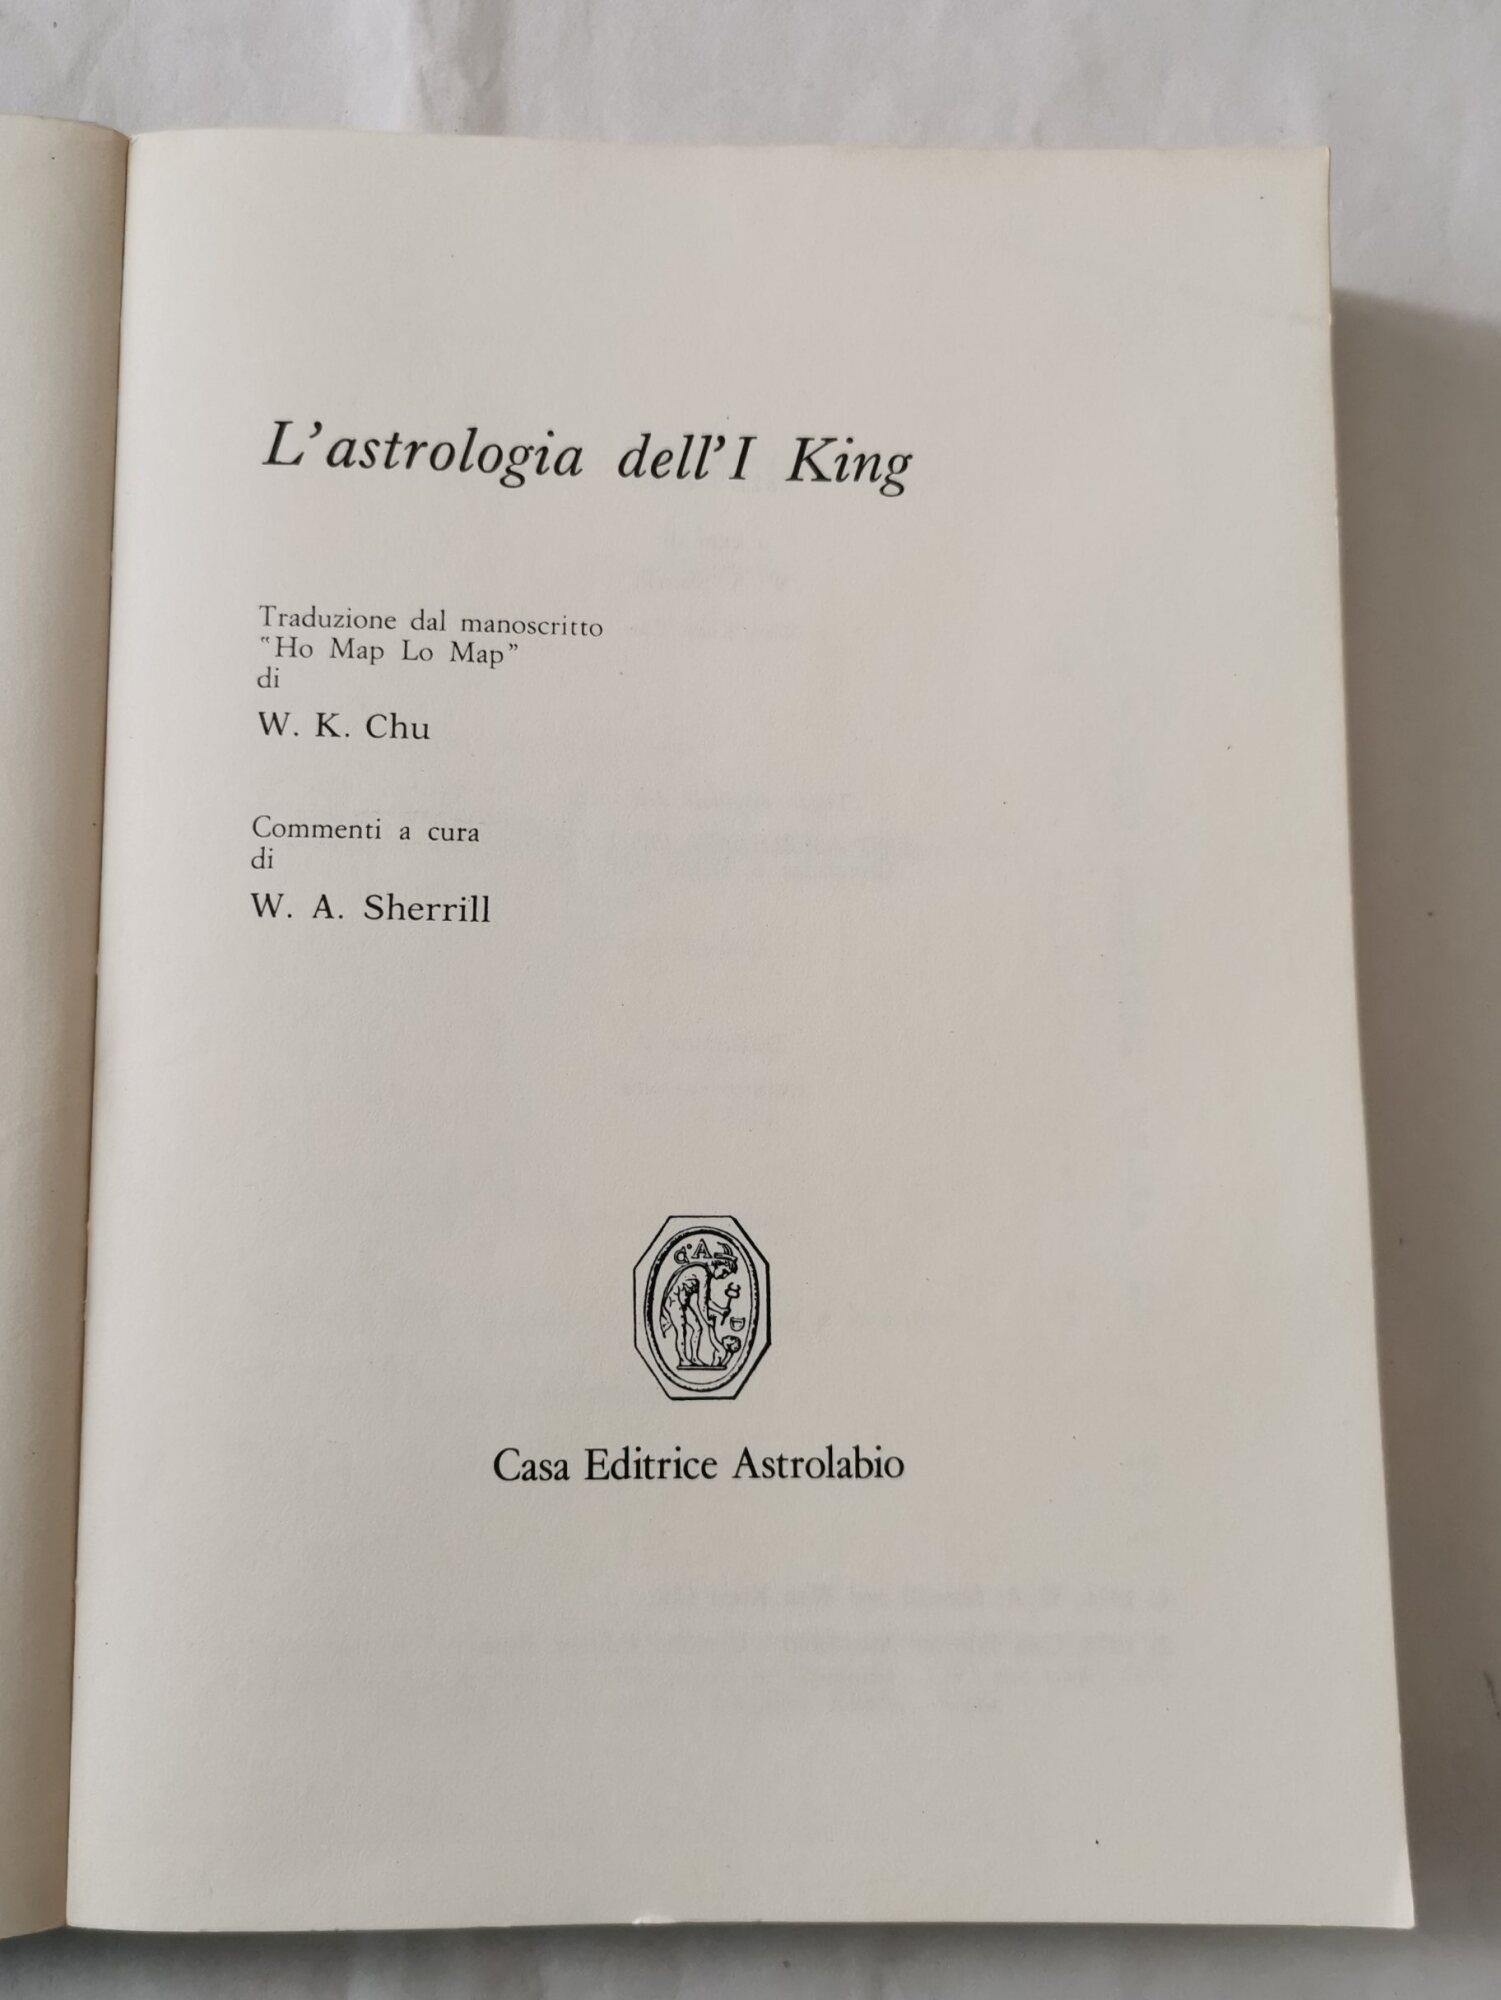 L'astrologia dell'I King
Traduzione dal manoscritto
"Ho Map Lo Map"
di
W. K. Chu
Commenti a cura
di
W. A. Sherrill
Casa Editrice Astrolabio